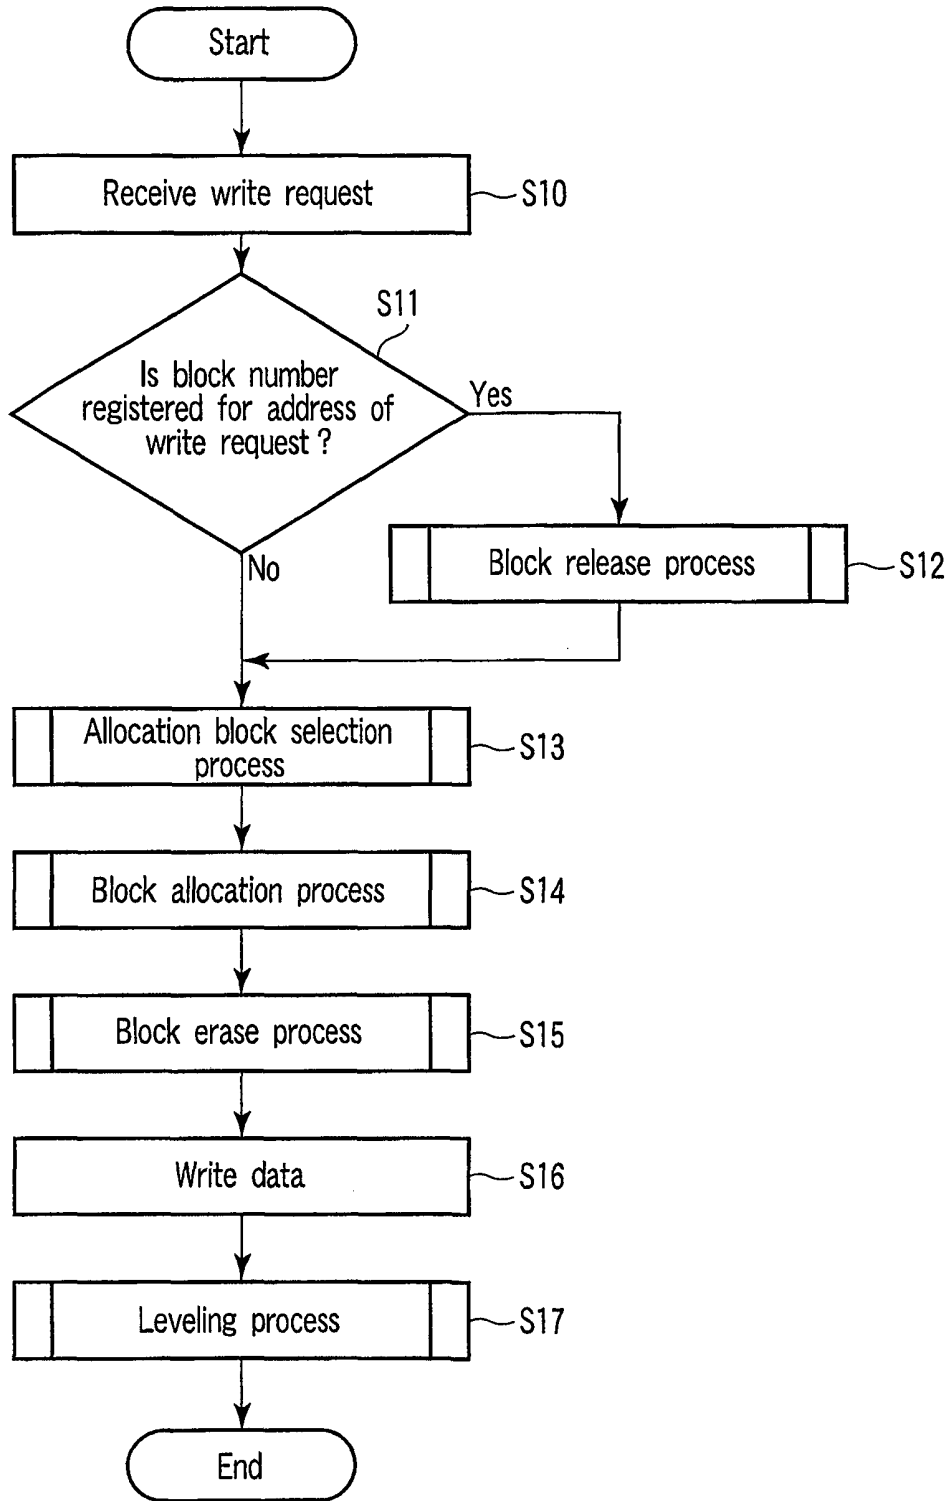 Start
Receive write request
S10
S11
Is block number
registered for address of
write request ?
Yes
No
Block release process
S12
Allocation block selection
process
S13
Block allocation process
S14
Block erase process
S15
Write data
S16
Leveling process
S17
End